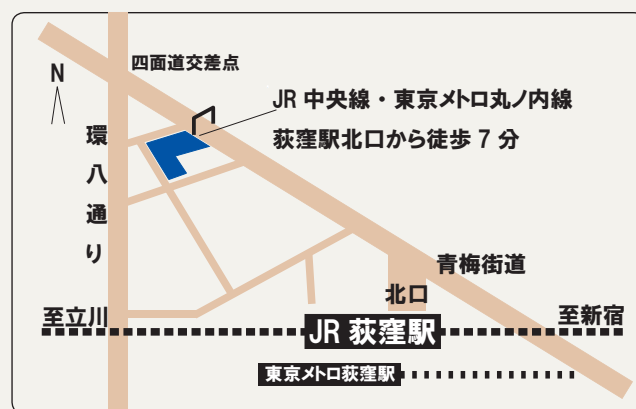 四面道交差点
N
JR 中央線・東京メトロ丸ノ内線
荻窪駅北口から徒歩 7 分
環八通り
青梅街道
北口
至立川
JR 荻窪駅
至新宿
東京メトロ荻窪駅